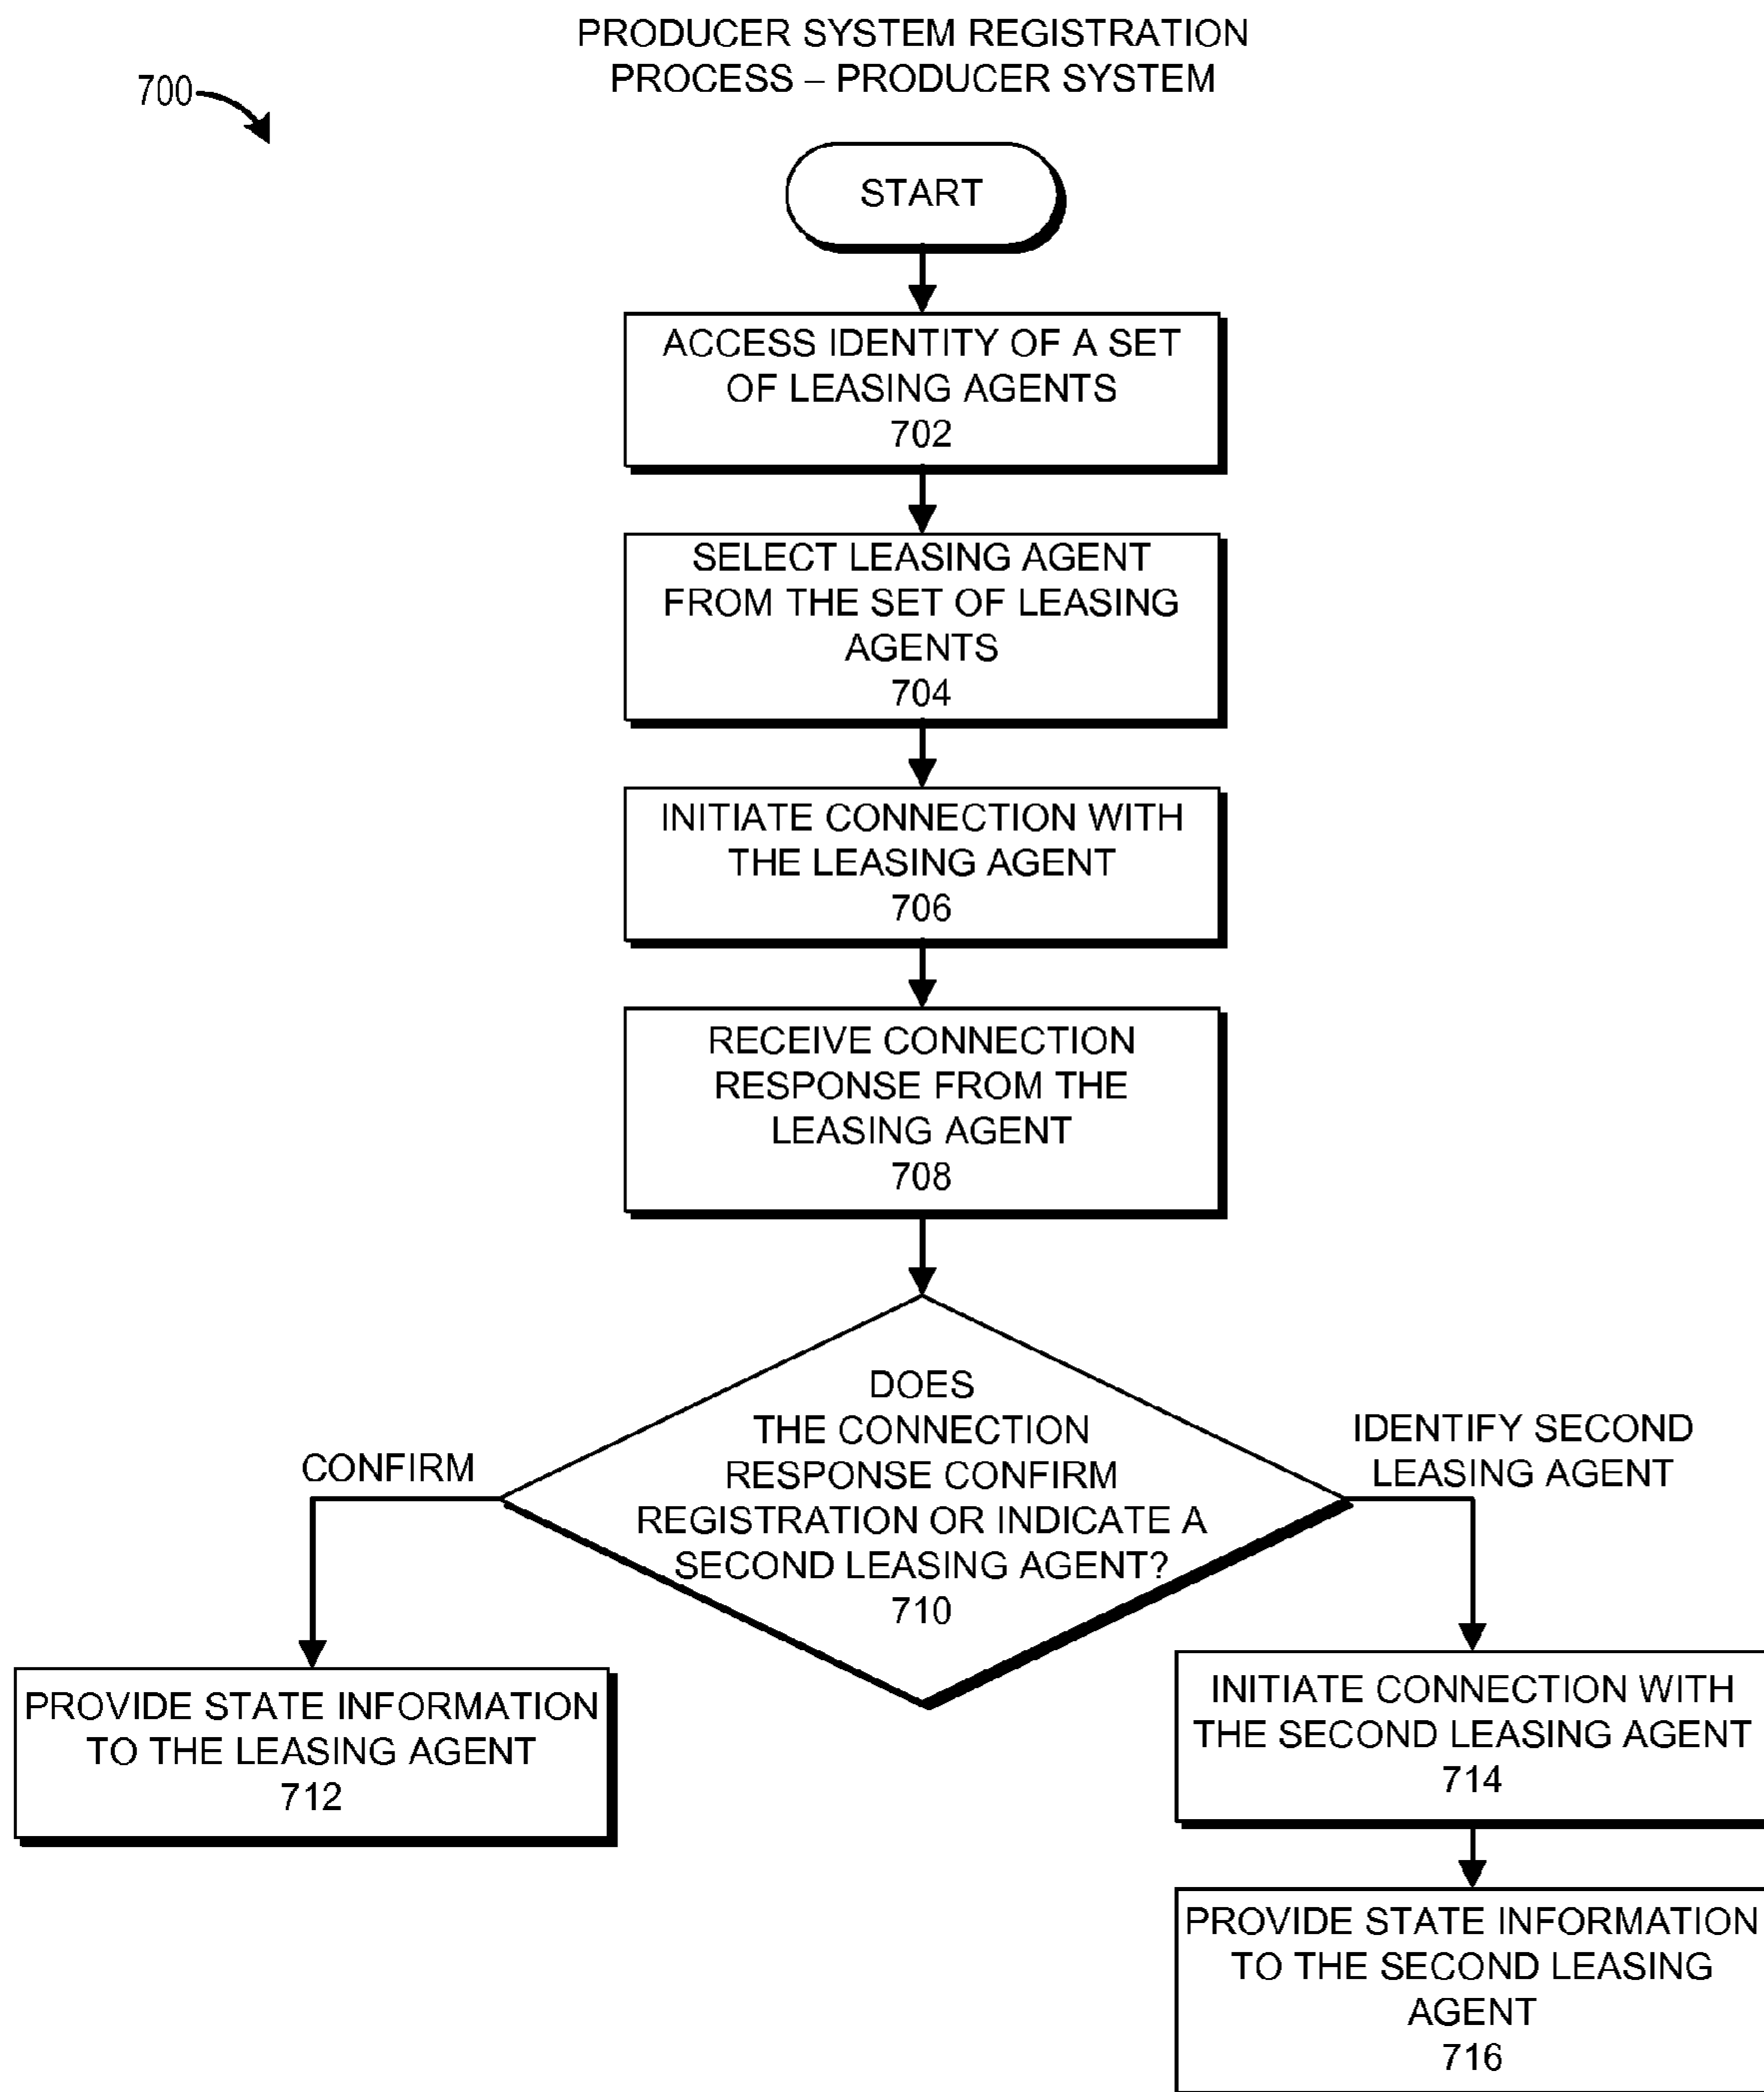 PRODUCER SYSTEM REGISTRATION
PROCESS – PRODUCER SYSTEM
700
START
ACCESS IDENTITY OF A SET
OF LEASING AGENTS
702
SELECT LEASING AGENT
FROM THE SET OF LEASING
AGENTS
704
INITIATE CONNECTION WITH
THE LEASING AGENT
706
RECEIVE CONNECTION
RESPONSE FROM THE
LEASING AGENT
708
DOES
THE CONNECTION
RESPONSE CONFIRM
REGISTRATION OR INDICATE A
SECOND LEASING AGENT?
710
CONFIRM
IDENTIFY SECOND
LEASING AGENT
PROVIDE STATE INFORMATION
TO THE LEASING AGENT
712
INITIATE CONNECTION WITH
THE SECOND LEASING AGENT
714
PROVIDE STATE INFORMATION
TO THE SECOND LEASING
AGENT
716